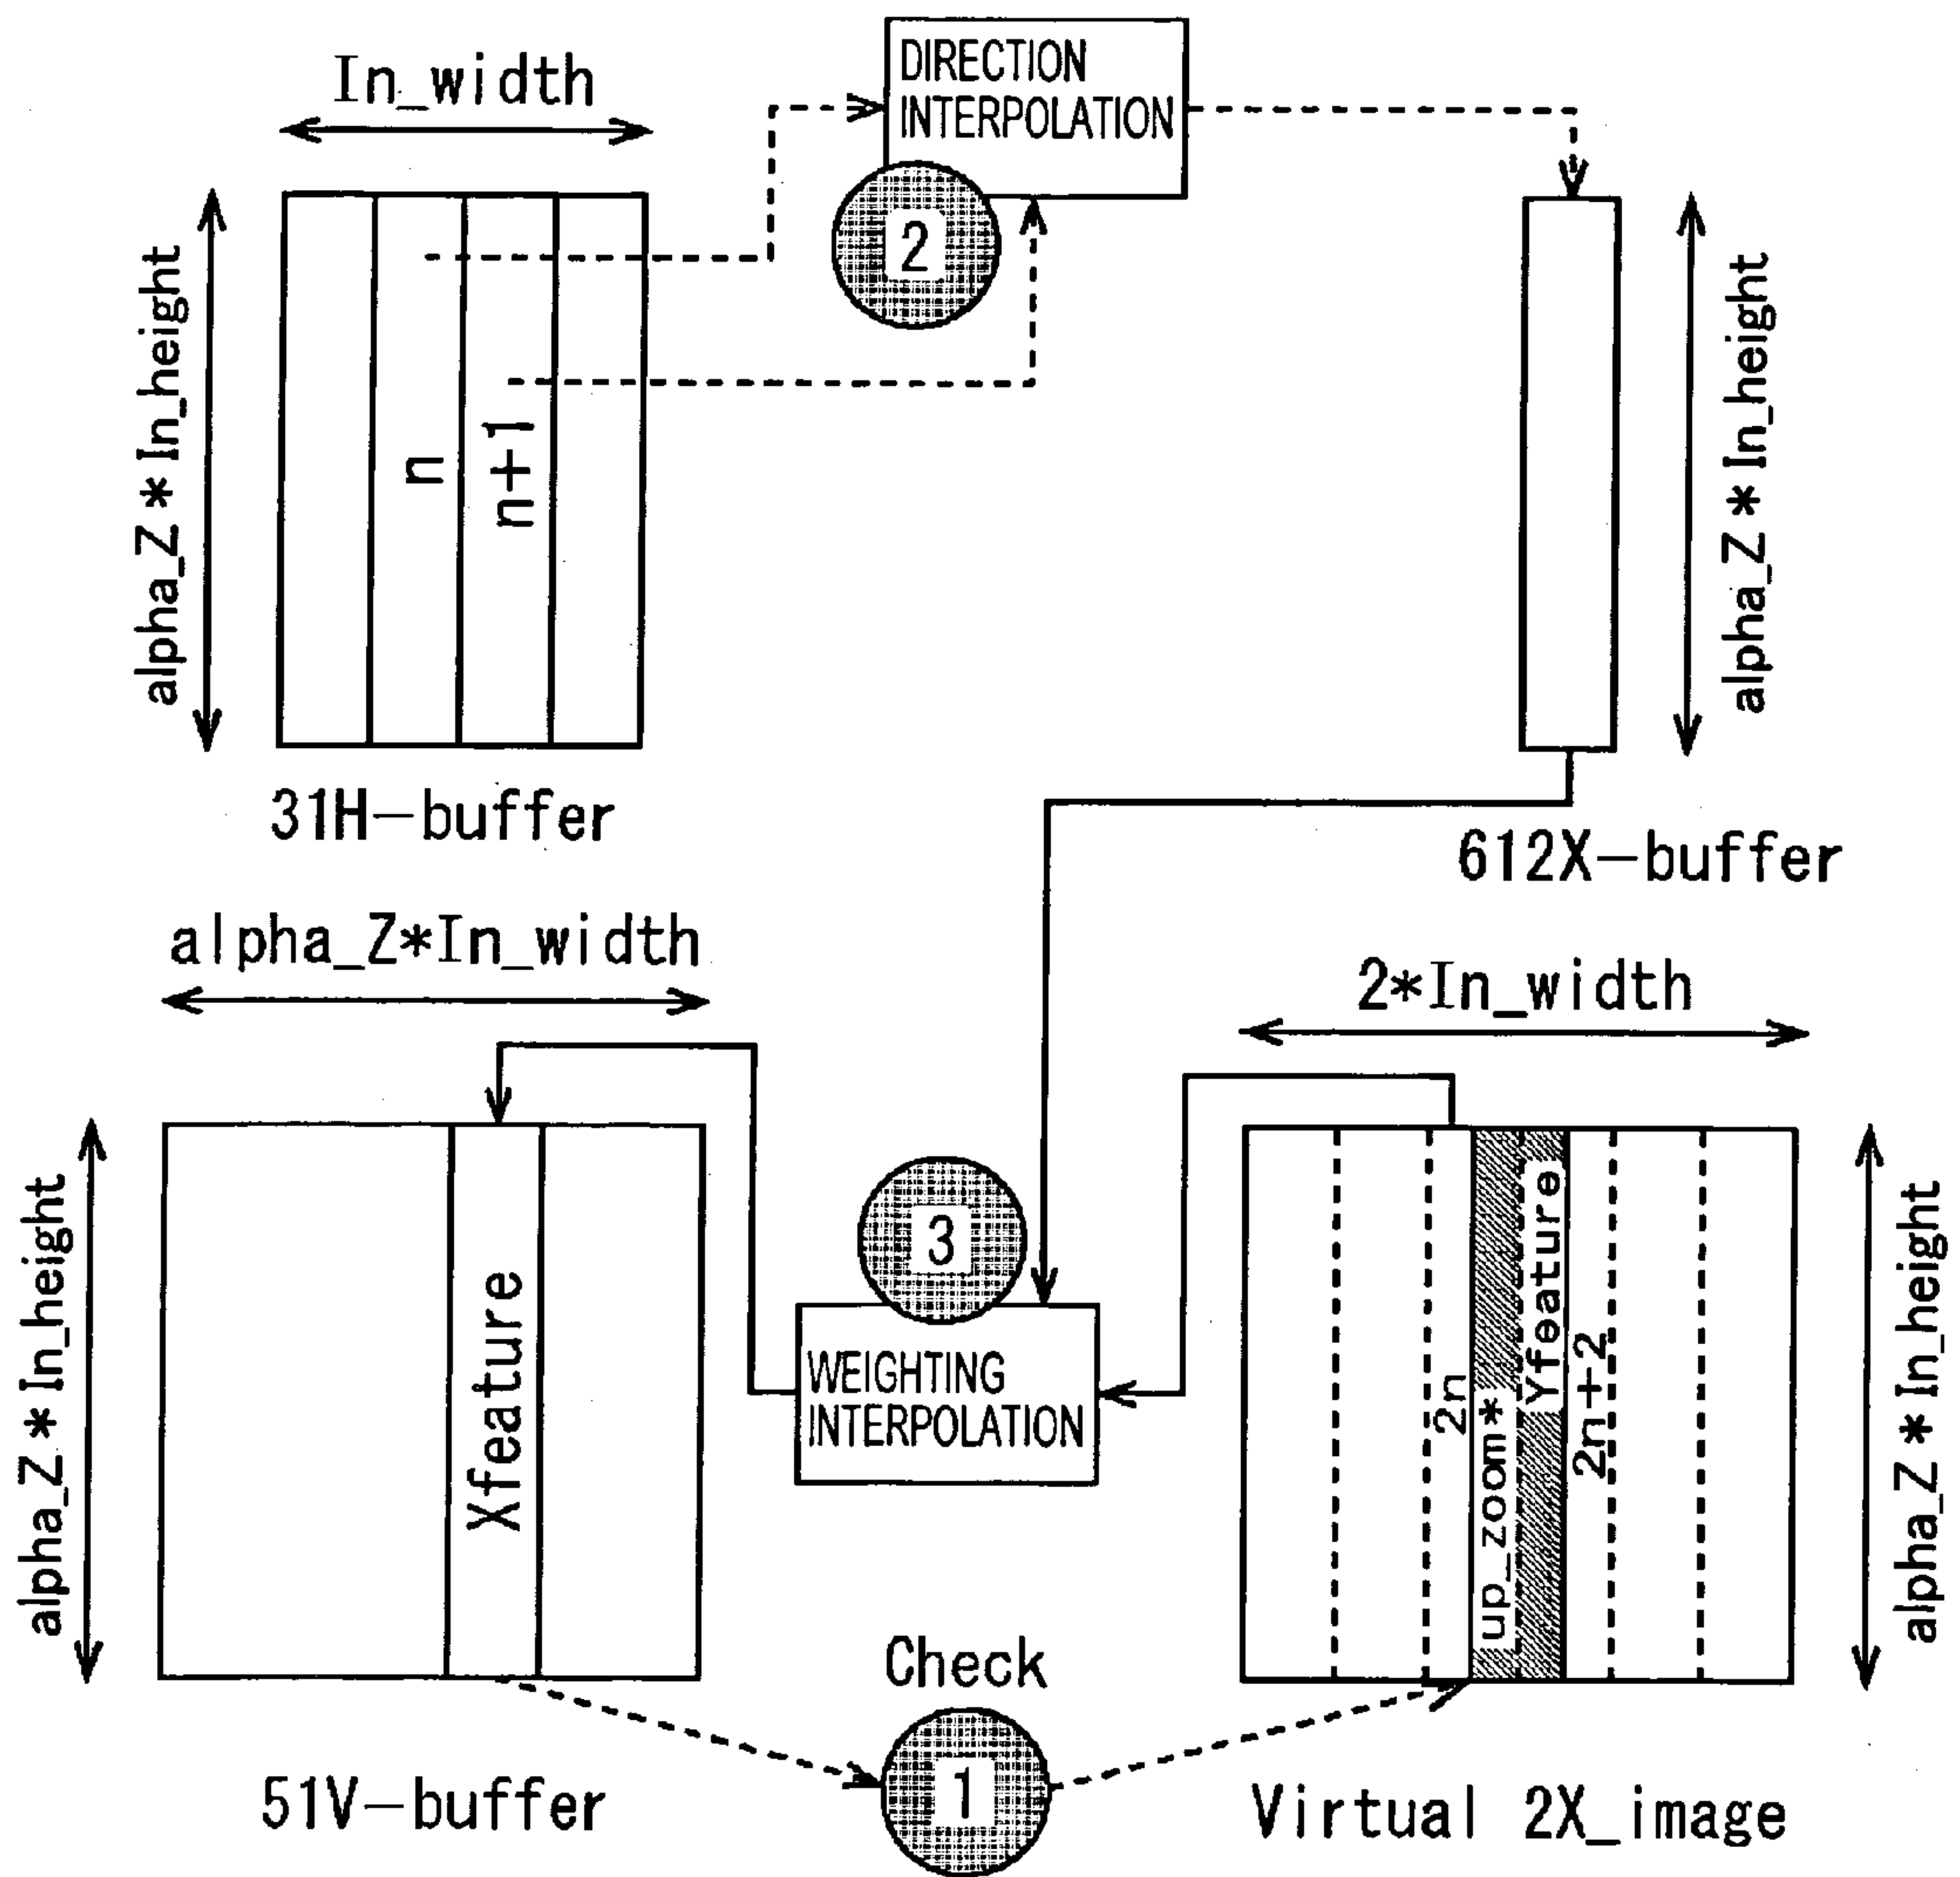 In_width
DIRECTION
INTERPOLATION
2
alpha_Z*In_height
n
n+1
alpha_Z*In_height
31H-buffer
612X-buffer
alpha_Z*In_width
2*In_width
alpha_Z*In_height
Xfeature
3
WEIGHTING
INTERPOLATION
2n
up_zoom*
Yfeature
2n+2
alpha_Z*In_height
Check
1
51V-buffer
Virtual 2X_image